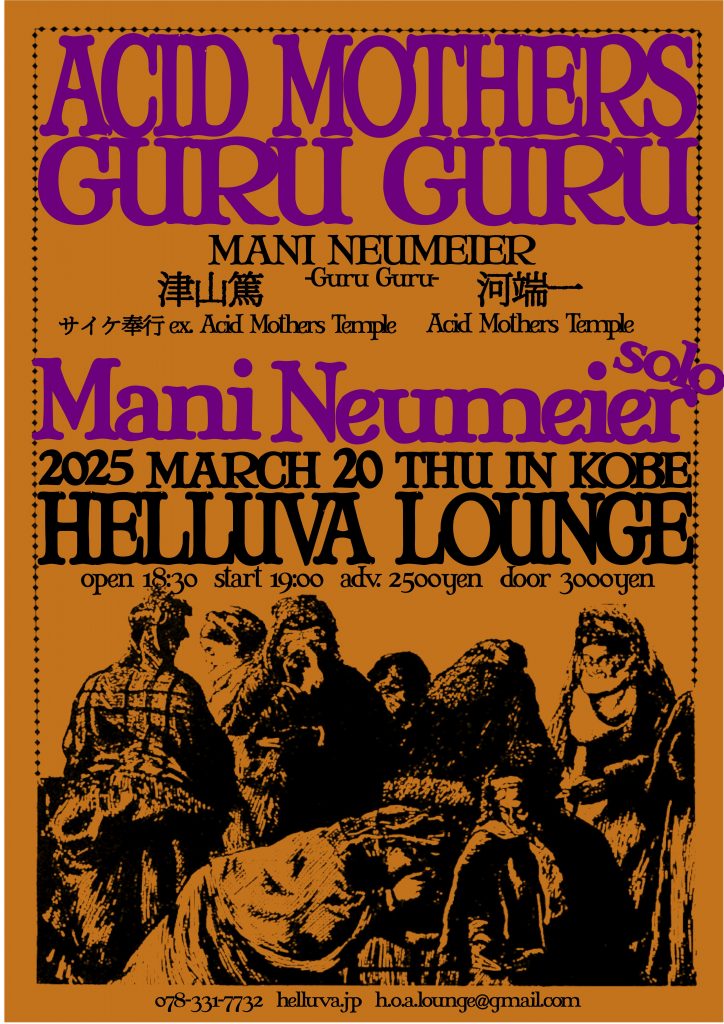 ACID MOTHERS
GURU GURU
MANI NEUMEIER
-Guru Guru-
津山篤
サイケ奉行 ex. Acid Mothers Temple
河端一
Acid Mothers Temple
Mani Neumeier solo
2025 MARCH 20 THU IN KOBE
HELLUVA LOUNGE
open 18:30 start 19:00 adv. 2500yen door 3000yen
078-331-7732 helluva.jp h.o.a.lounge@gmail.com